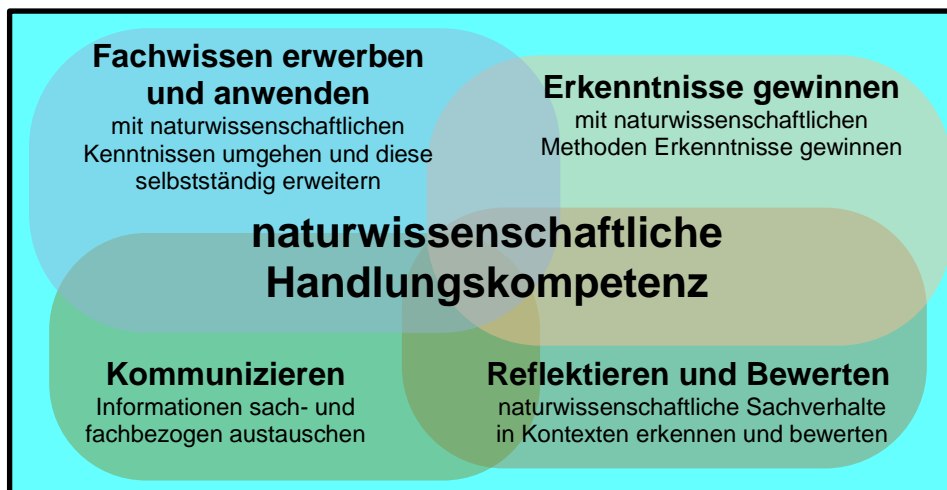 Fachwissen erwerben
und anwenden
mit naturwissenschaftlichen
Kenntnissen umgehen und diese
selbstständig erweitern
Erkenntnisse gewinnen
mit naturwissenschaftlichen
Methoden Erkenntnisse gewinnen
naturwissenschaftliche
Handlungskompetenz
Kommunizieren
Informationen sach- und
fachbezogen austauschen
Reflektieren und Bewerten
naturwissenschaftliche Sachverhalte
in Kontexten erkennen und bewerten